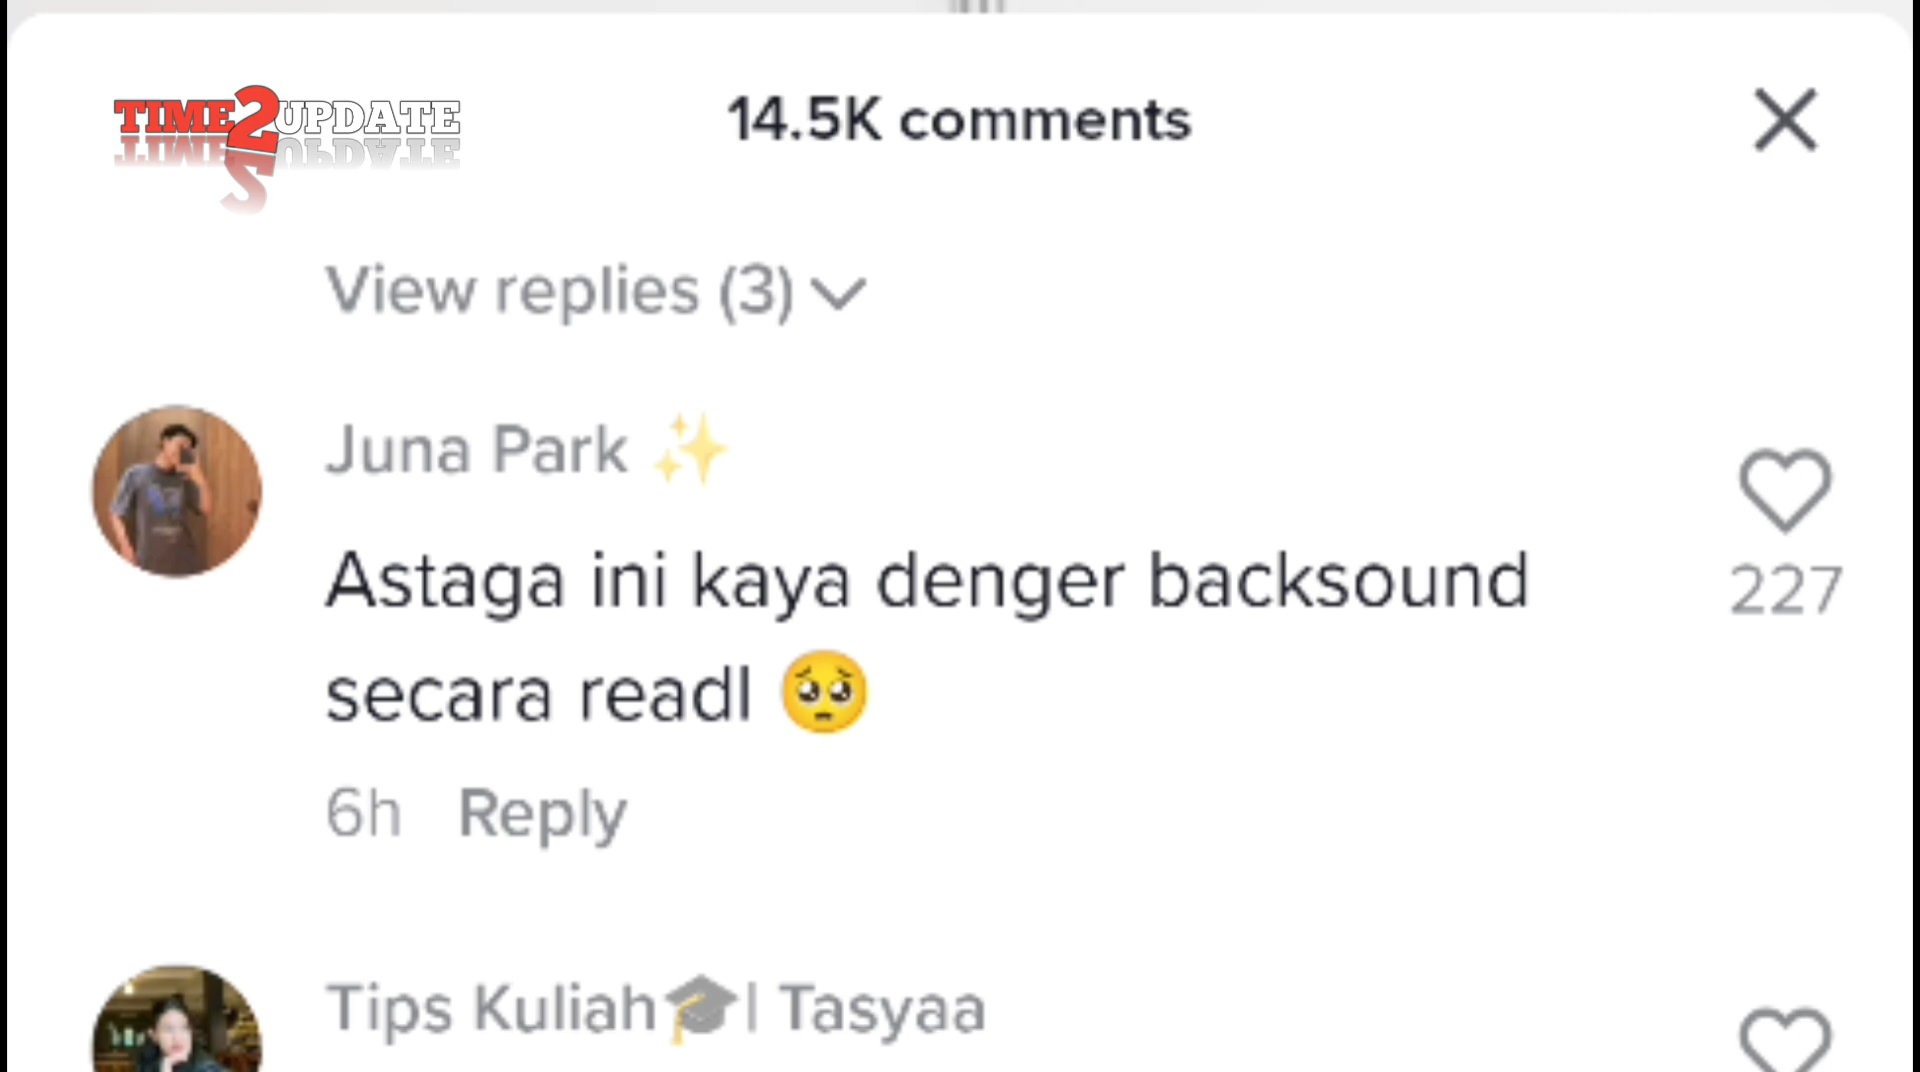 TIME2UPDATE
14.5K comments
View replies (3)
Juna Park ✨
Astaga ini kaya denger backsound
secara readl 🥺
227
6h Reply
Tips Kuliah🎓| Tasyaa